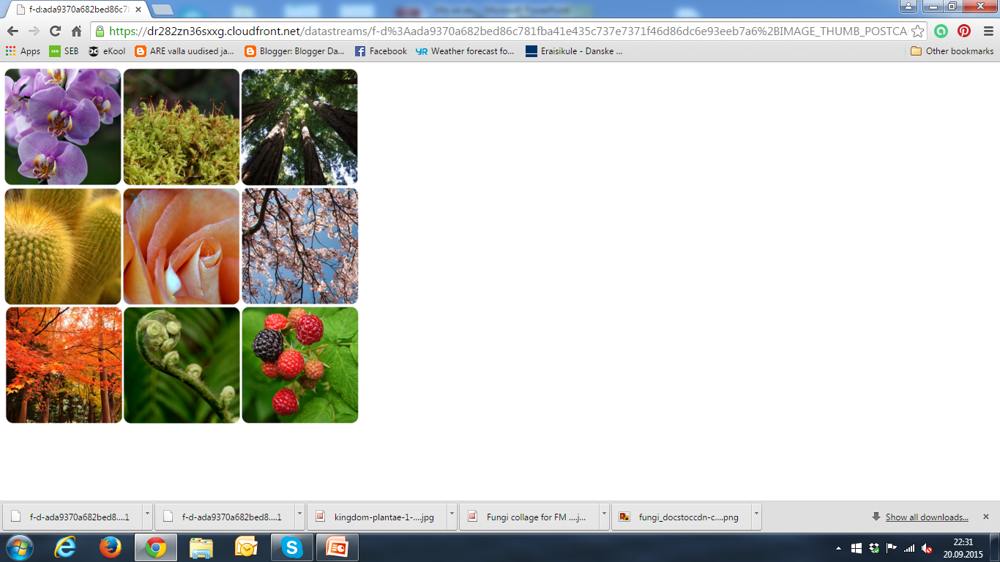 f-d:ada9370a682bed86c78
https://dr282zn36sxxg.cloudfront.net/datastreams/f-d%3Aada9370a682bed86c781fba41e435c737e7371f46d86dc6e93eeb7a6%2BIMAGE_THUMB_POSTCA
Apps SEB eKool ARE valla uudised ja... Blogger: Blogger Da... Facebook Weather forecast fo... Eraisikule - Danske ... Other bookmarks
f-d-ada9370a682bed8....1 f-d-ada9370a682bed8....1 kingdom-plantae-1-....jpg Fungi collage for FM ....j... fungi_docstoccdn-c....png Show all downloads...
22:31
20.09.2015